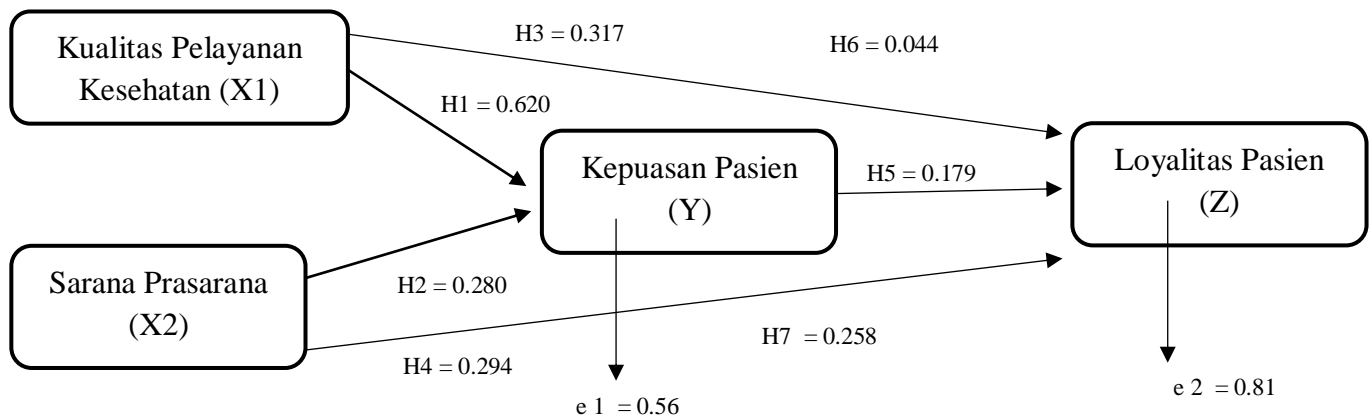 H3 = 0.317
H6 = 0.044
Kualitas Pelayanan
Kesehatan (X1)
H1 = 0.620
Kepuasan Pasien
(Y)
H5 = 0.179
Loyalitas Pasien
(Z)
Sarana Prasarana
(X2)
H2 = 0.280
H4 = 0.294
H7 = 0.258
e 1 = 0.56
e 2 = 0.81